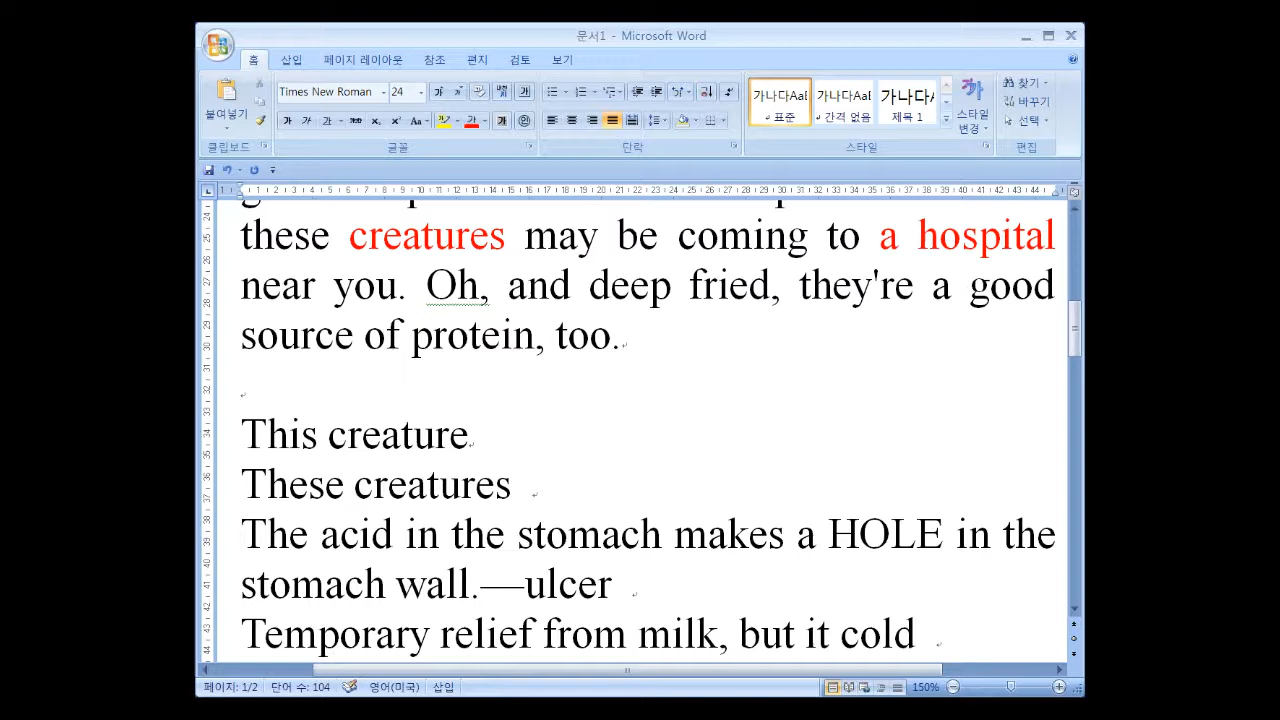 문서1 - Microsoft Word
홈 삽입 페이지 레이아웃 참조 편지 검토 보기
Times New Roman 24
붙여넣기
가나다AaB 가나다AaB 가나다A
표준 간격 없음 제목 1
스타일 변경
찾기
바꾸기
선택
클립보드 글꼴 단락 스타일 편집
these creatures may be coming to a hospital
near you. Oh, and deep fried, they're a good
source of protein, too.
This creature
These creatures
The acid in the stomach makes a HOLE in the
stomach wall.—ulcer
Temporary relief from milk, but it cold
페이지: 1/2 단어 수: 104 영어(미국) 삽입 150%